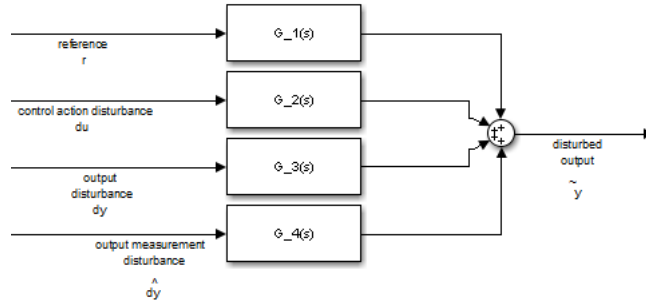 G_1(s)
reference
r
G_2(s)
control action disturbance
du
G_3(s)
output
disturbance
dy
G_4(s)
output measurement
disturbance
^
dy
+
+
+
+
disturbed
output
~
y